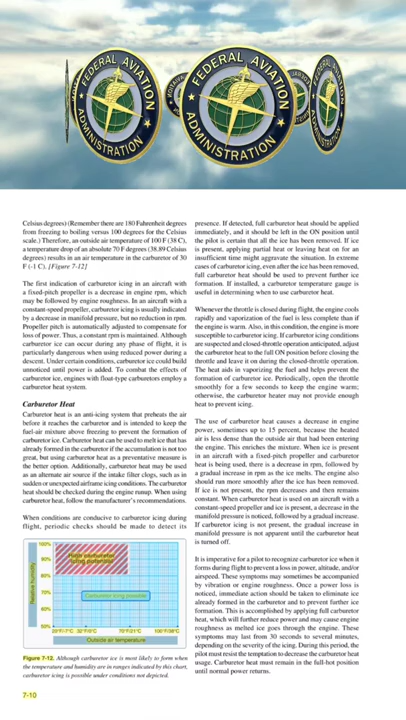 FEDERAL AVIATION
ADMINISTRATION
FEDERAL AVIATION
ADMINISTRATION
Celsius degrees) (Remember there are 180 Fahrenheit degrees
from freezing to boiling versus 100 degrees for the Celsius
scale.) Therefore, an outside air temperature of 100 F (38 C),
a temperature drop of an absolute 70 F degrees (38.89 Celsius
degrees) results in an air temperature in the carburetor of 30
F (-1 C). [Figure 7-12]
The first indication of carburetor icing in an aircraft with
a fixed-pitch propeller is a decrease in engine rpm, which
may be followed by engine roughness. In an aircraft with a
constant-speed propeller, carburetor icing is usually indicated
by a decrease in manifold pressure, but no reduction in rpm.
Propeller pitch is automatically adjusted to compensate for
loss of power. Thus, a constant rpm is maintained. Although
carburetor ice can occur during any phase of flight, it is
particularly dangerous when using reduced power during a
descent. Under certain conditions, carburetor ice could build
unnoticed until power is added. To combat the effects of
carburetor ice, engines with float-type carburetors employ a
carburetor heat system.
Carburetor Heat
Carburetor heat is an anti-icing system that preheats the air
before it reaches the carburetor and is intended to keep the
fuel-air mixture above freezing to prevent the formation of
carburetor ice. Carburetor heat can be used to melt ice that has
already formed in the carburetor if the accumulation is not too
great, but using carburetor heat as a preventative measure is
the better option. Additionally, carburetor heat may be used
as an alternate air source if the intake filter clogs, such as in
sudden or unexpected airframe icing conditions. The carburetor
heat should be checked during the engine runup. When using
carburetor heat, follow the manufacturer's recommendations.
When conditions are conducive to carburetor icing during
flight, periodic checks should be made to detect its
100%
90%
80%
70%
60%
50%
Relative humidity
High carburetor
icing potential
Carburetor icing possible
20°F/-7°C 32°F/0°C 70°F/21°C 100°F/38°C
Outside air temperature
Figure 7-12. Although carburetor ice is most likely to form when
the temperature and humidity are in ranges indicated by this chart,
carburetor icing is possible under conditions not depicted.
7-10
presence. If detected, full carburetor heat should be applied
immediately, and it should be left in the ON position until
the pilot is certain that all the ice has been removed. If ice
is present, applying partial heat or leaving heat on for an
insufficient time might aggravate the situation. In extreme
cases of carburetor icing, even after the ice has been removed,
full carburetor heat should be used to prevent further ice
formation. If installed, a carburetor temperature gauge is
useful in determining when to use carburetor heat.
Whenever the throttle is closed during flight, the engine cools
rapidly and vaporization of the fuel is less complete than if
the engine is warm. Also, in this condition, the engine is more
susceptible to carburetor icing. If carburetor icing conditions
are suspected and closed-throttle operation anticipated, adjust
the carburetor heat to the full ON position before closing the
throttle and leave it on during the closed-throttle operation.
The heat aids in vaporizing the fuel and helps prevent the
formation of carburetor ice. Periodically, open the throttle
smoothly for a few seconds to keep the engine warm;
otherwise, the carburetor heater may not provide enough
heat to prevent icing.
The use of carburetor heat causes a decrease in engine
power, sometimes up to 15 percent, because the heated
air is less dense than the outside air that had been entering
the engine. This enriches the mixture. When ice is present
in an aircraft with a fixed-pitch propeller and carburetor
heat is being used, there is a decrease in rpm, followed by
a gradual increase in rpm as the ice melts. The engine also
should run more smoothly after the ice has been removed.
If ice is not present, the rpm decreases and then remains
constant. When carburetor heat is used on an aircraft with a
constant-speed propeller and ice is present, a decrease in the
manifold pressure is noticed, followed by a gradual increase.
If carburetor icing is not present, the gradual increase in
manifold pressure is not apparent until the carburetor heat
is turned off.
It is imperative for a pilot to recognize carburetor ice when it
forms during flight to prevent a loss in power, altitude, and/or
airspeed. These symptoms may sometimes be accompanied
by vibration or engine roughness. Once a power loss is
noticed, immediate action should be taken to eliminate ice
already formed in the carburetor and to prevent further ice
formation. This is accomplished by applying full carburetor
heat, which will further reduce power and may cause engine
roughness as melted ice goes through the engine. These
symptoms may last from 30 seconds to several minutes,
depending on the severity of the icing. During this period, the
pilot must resist the temptation to decrease the carburetor heat
usage. Carburetor heat must remain in the full-hot position
until normal power returns.